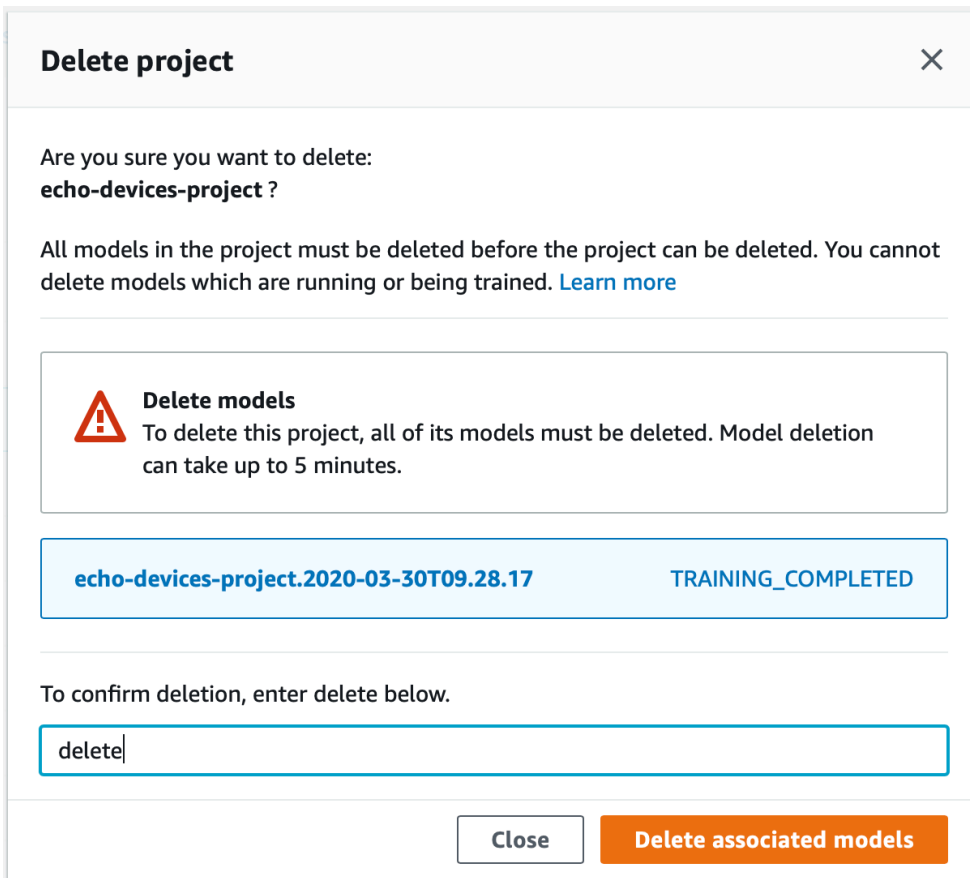 Delete project
Are you sure you want to delete:
echo-devices-project ?
All models in the project must be deleted before the project can be deleted. You cannot
delete models which are running or being trained. Learn more
Delete models
To delete this project, all of its models must be deleted. Model deletion
can take up to 5 minutes.
echo-devices-project.2020-03-30T09.28.17 TRAINING_COMPLETED
To confirm deletion, enter delete below.
delete
Close Delete associated models